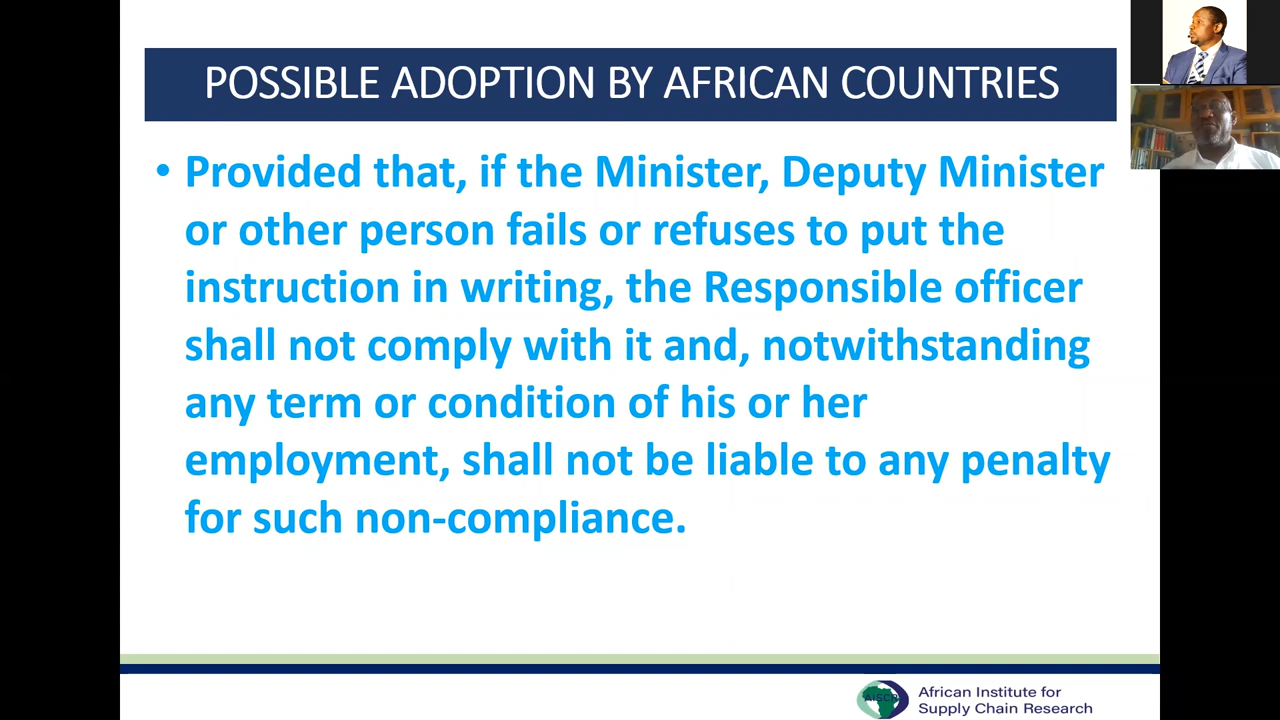 POSSIBLE ADOPTION BY AFRICAN COUNTRIES
• Provided that, if the Minister, Deputy Minister
or other person fails or refuses to put the
instruction in writing, the Responsible officer
shall not comply with it and, notwithstanding
any term or condition of his or her
employment, shall not be liable to any penalty
for such non-compliance.
AISCR
African Institute for
Supply Chain Research